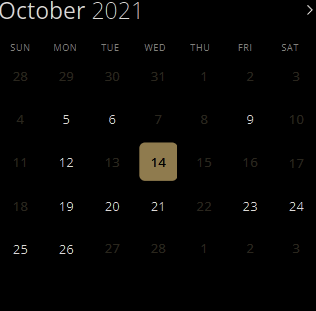 October 2021 >
SUN MON TUE WED THU FRI SAT
28 29 30 31 1 2 3
4 5 6 7 8 9 10
11 12 13 14 15 16 17
18 19 20 21 22 23 24
25 26 27 28 1 2 3